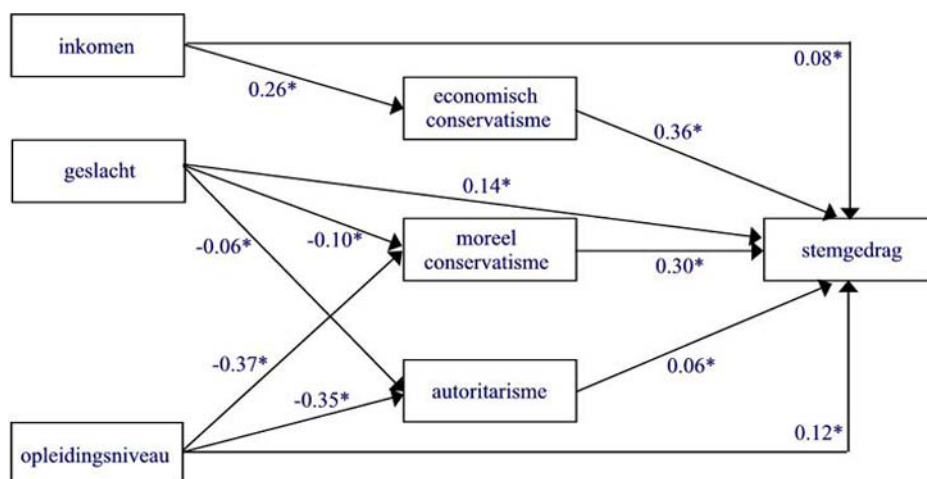 inkomen
0.08*
0.26*
economisch
conservatisme
0.36*
geslacht
0.14*
-0.06*
-0.10*
moreel
conservatisme
0.30*
stemgedrag
-0.37*
-0.35*
autoritarisme
0.06*
0.12*
opleidingsniveau